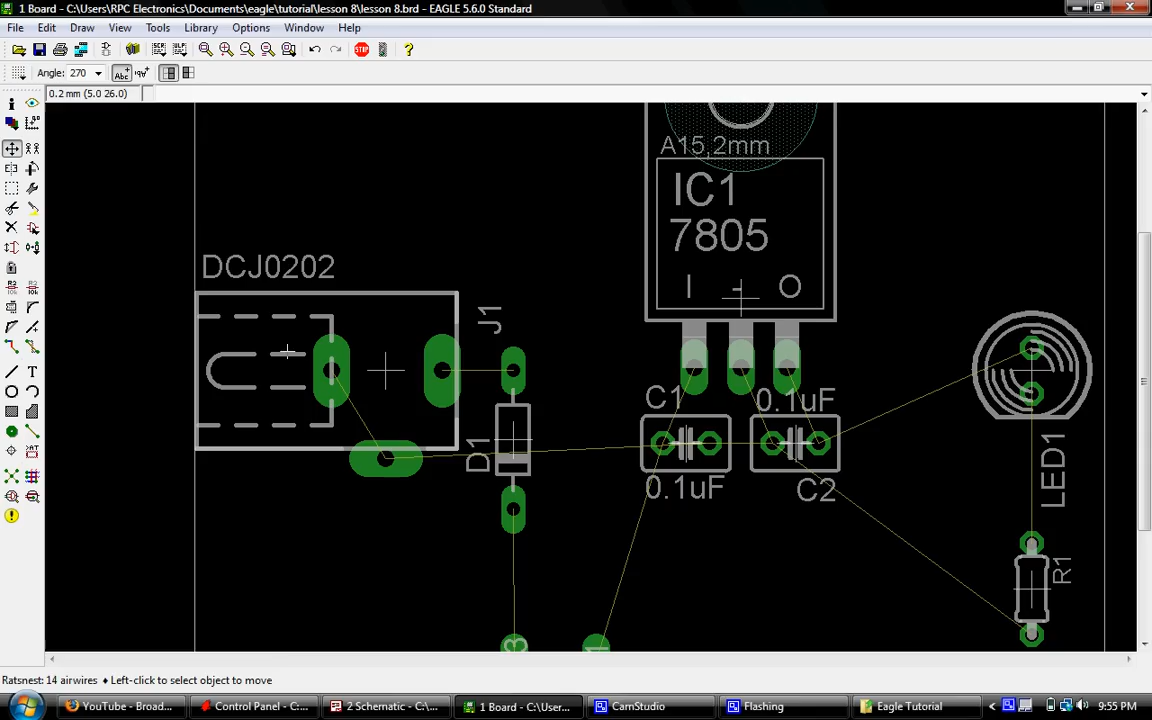 1 Board - C:\Users\RPC Electronics\Documents\eagle\tutorial\lesson 8\lesson 8.brd - EAGLE 5.6.0 Standard
File Edit Draw View Tools Library Options Window Help
Angle: 270
0.2 mm (5.0 26.0)
A15,2mm
IC1
7805
I - O
DCJ0202
J1
C1
0.1uF
D1
0.1uF
C2
LED1
R1
3
1
Ratsnest: 14 airwires ♦ Left-click to select object to move
YouTube - Broad...
Control Panel - C...
2 Schematic - C:\...
1 Board - C:\User...
CamStudio
Flashing
Eagle Tutorial
9:55 PM